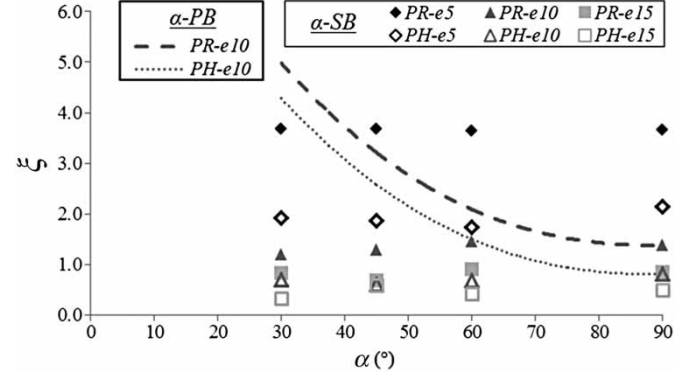 α-PB
PR-e10
PH-e10
α-SB
PR-e5 PR-e10 PR-e15
PH-e5 PH-e10 PH-e15
6.0
5.0
4.0
3.0
2.0
1.0
0.0
ξ
0 10 20 30 40 50 60 70 80 90
α (°)